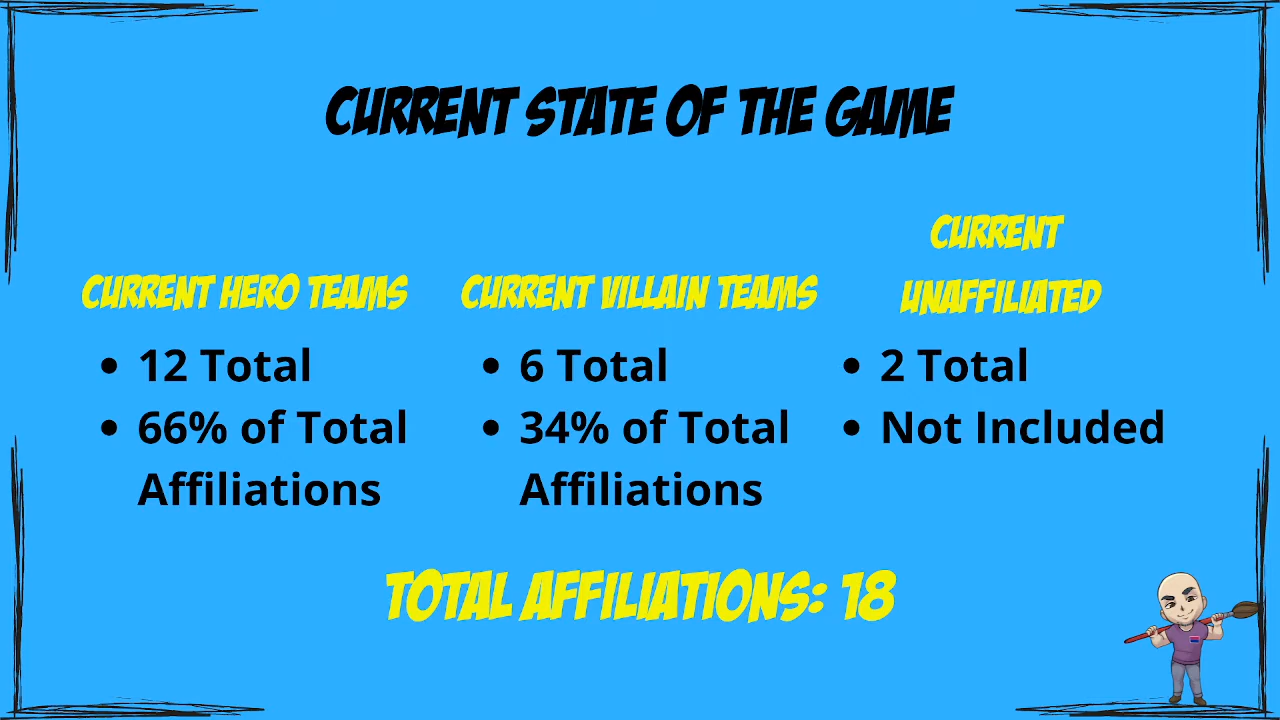 CURRENT STATE OF THE GAME
CURRENT HERO TEAMS
• 12 Total
• 66% of Total
Affiliations
CURRENT VILLAIN TEAMS
• 6 Total
• 34% of Total
Affiliations
CURRENT
UNAFFILIATED
• 2 Total
• Not Included
TOTAL AFFILIATIONS: 18